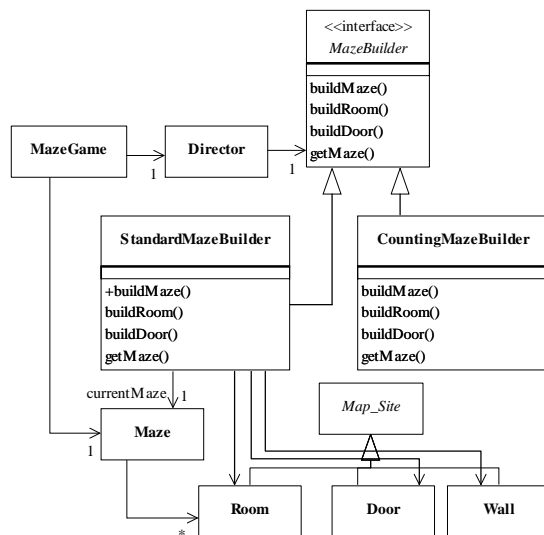 <<interface>>
MazeBuilder
buildMaze()
buildRoom()
buildDoor()
getMaze()
MazeGame
Director
1
1
StandardMazeBuilder
+buildMaze()
buildRoom()
buildDoor()
getMaze()
CountingMazeBuilder
buildMaze()
buildRoom()
buildDoor()
getMaze()
currentMaze
1
Map_Site
Maze
1
Room
Door
Wall
*